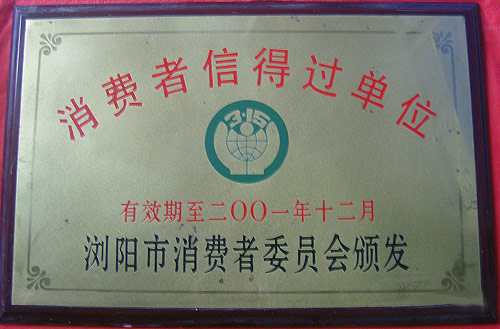 消费者信得过单位
3·15
有效期至二〇〇一年十二月
浏阳市消费者委员会颁发